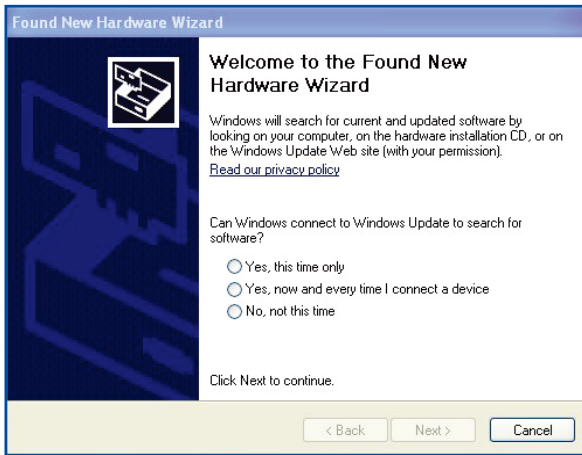 Found New Hardware Wizard
Welcome to the Found New
Hardware Wizard
Windows will search for current and updated software by
looking on your computer, on the hardware installation CD, or on
the Windows Update Web site (with your permission).
Read our privacy policy
Can Windows connect to Windows Update to search for
software?
Yes, this time only
Yes, now and every time I connect a device
No, not this time
Click Next to continue.
< Back Next > Cancel